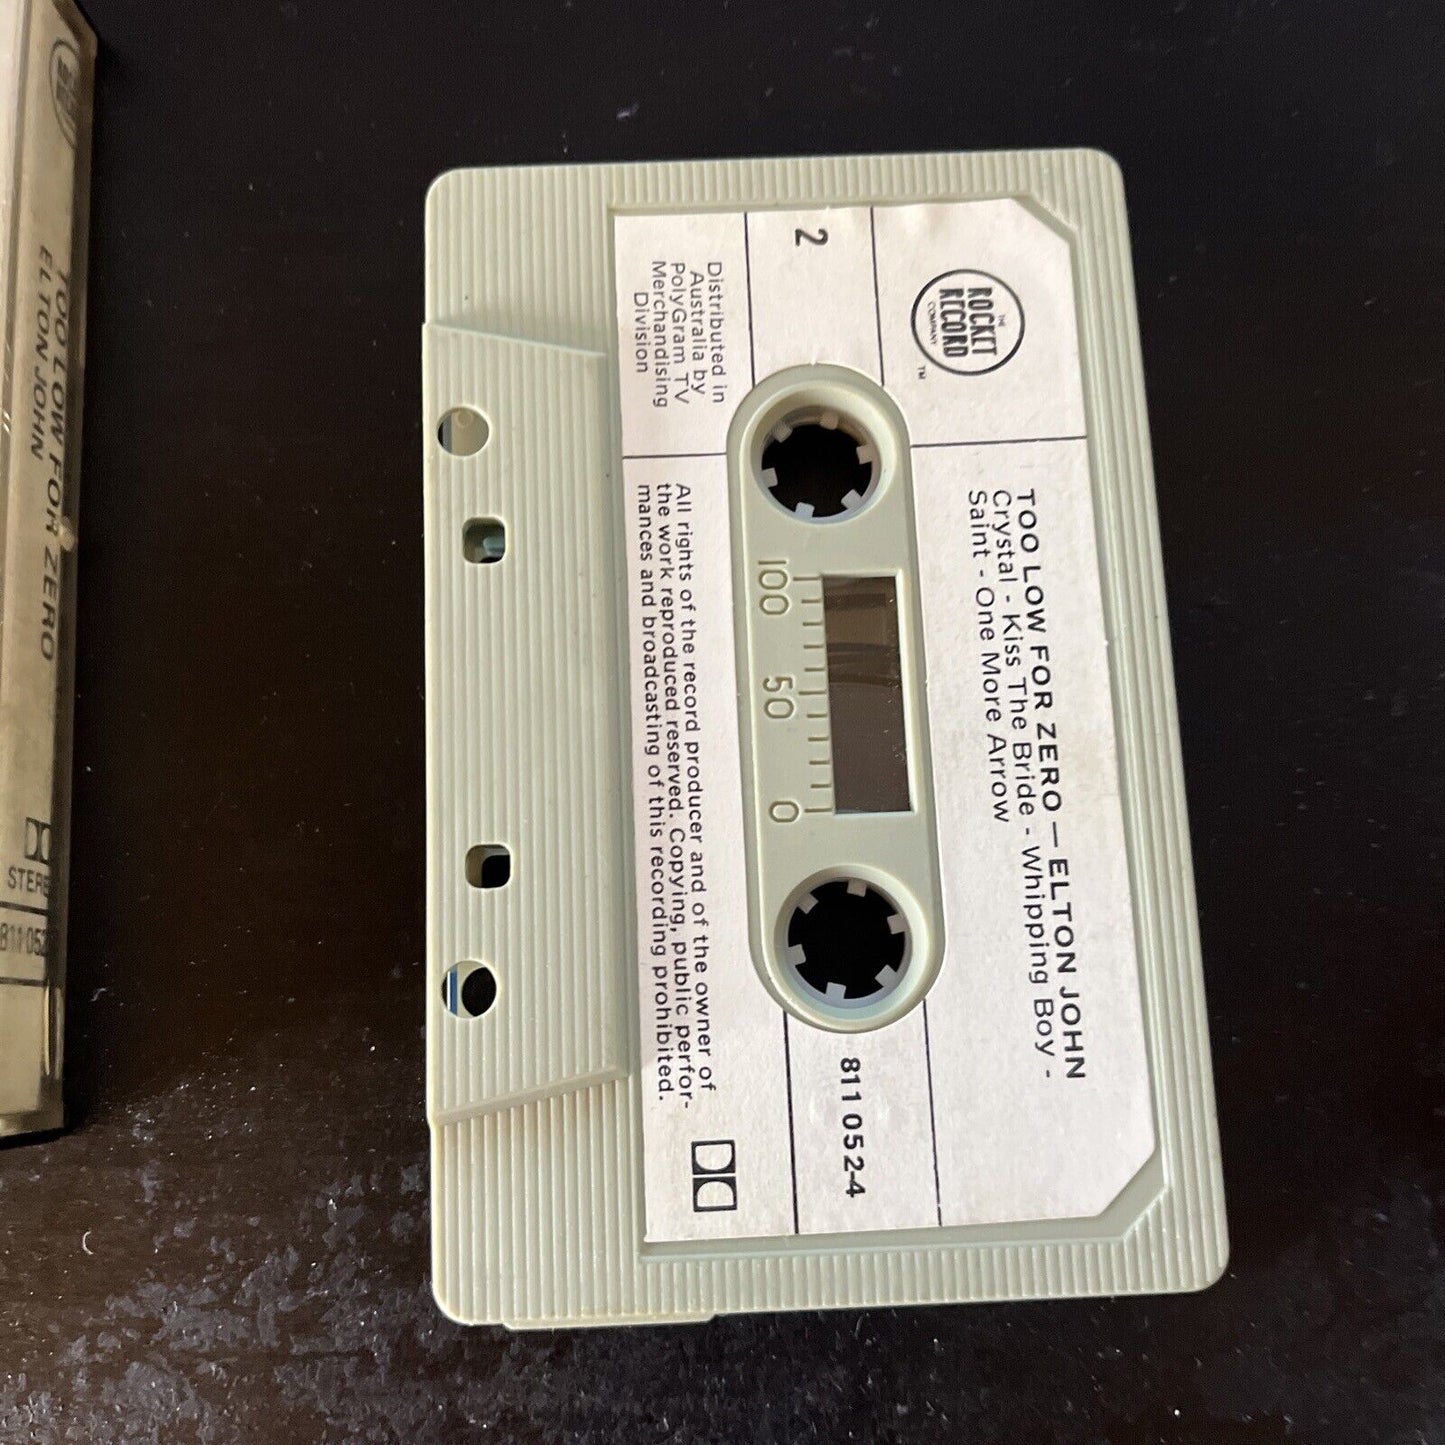 THE
ROCKET
RECORD
COMPANY
TM
TOO LOW FOR ZERO — ELTON JOHN
Crystal - Kiss The Bride - Whipping Boy -
Saint - One More Arrow
2
811 052-4
100 50 0
Distributed in
Australia by
PolyGram TV
Merchandising
Division
All rights of the record producer and of the owner of
the work reproduced reserved. Copying, public perfor-
mances and broadcasting of this recording prohibited.
TOO LOW FOR ZERO
ELTON JOHN